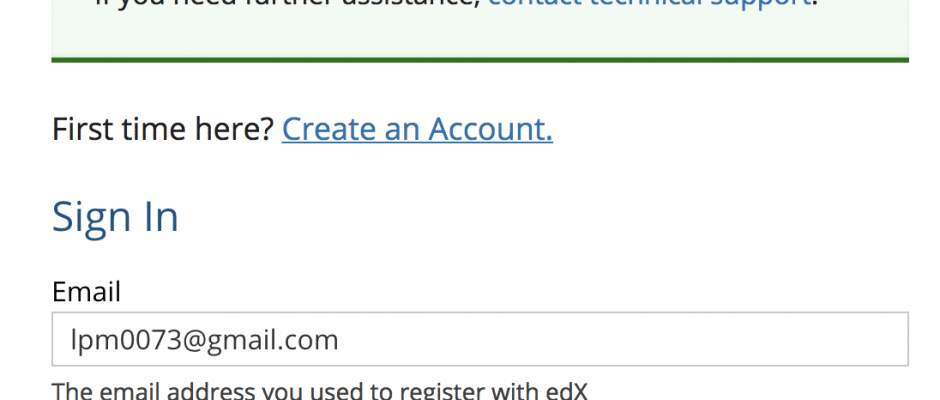 If you need further assistance, contact technical support.
First time here? Create an Account.
Sign In
Email
lpm0073@gmail.com
The email address you used to register with edX